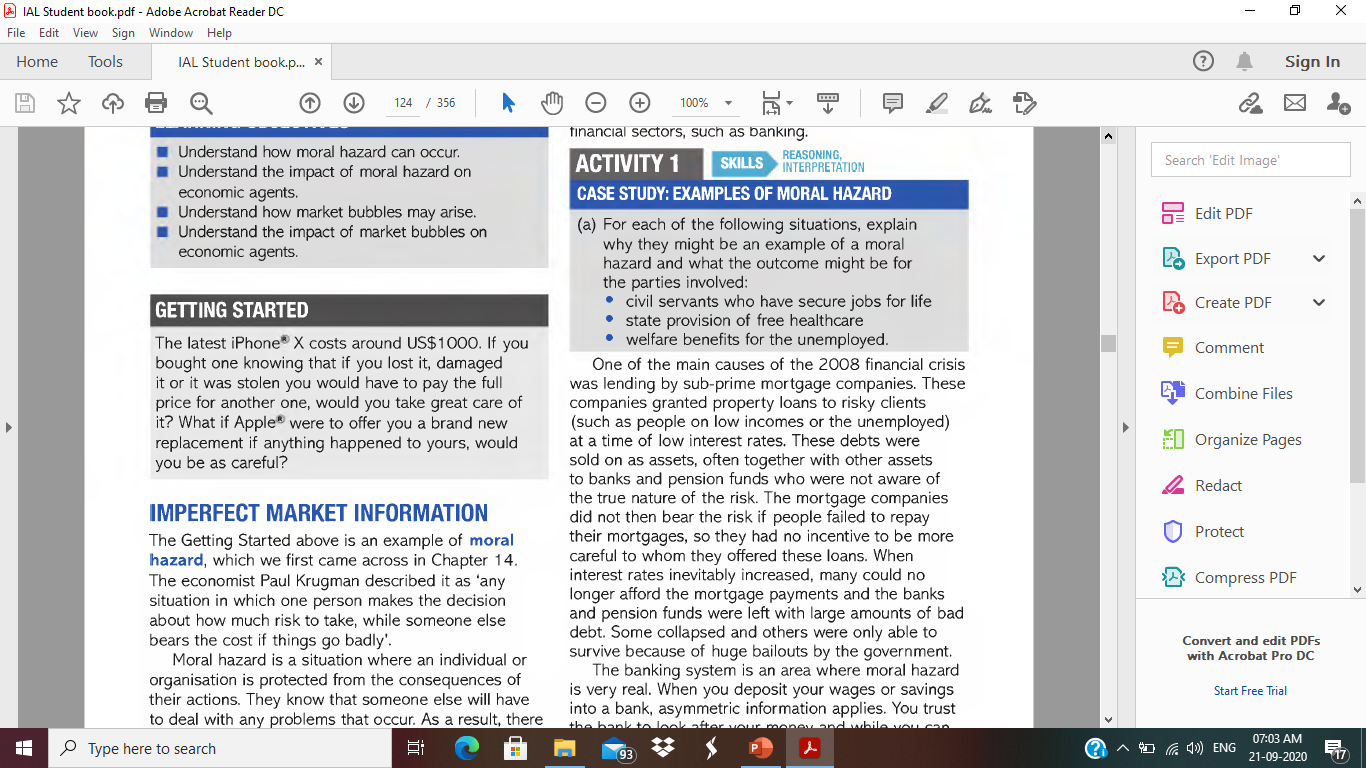 IAL Student book.pdf - Adobe Acrobat Reader DC
File Edit View Sign Window Help
Home Tools IAL Student book.p... ×
Sign In
124 / 356
100%
Understand how moral hazard can occur.
Understand the impact of moral hazard on
economic agents.
Understand how market bubbles may arise.
Understand the impact of market bubbles on
economic agents.
GETTING STARTED
The latest iPhone® X costs around US$1000. If you
bought one knowing that if you lost it, damaged
it or it was stolen you would have to pay the full
price for another one, would you take great care of
it? What if Apple® were to offer you a brand new
replacement if anything happened to yours, would
you be as careful?
IMPERFECT MARKET INFORMATION
The Getting Started above is an example of moral
hazard, which we first came across in Chapter 14.
The economist Paul Krugman described it as ‘any
situation in which one person makes the decision
about how much risk to take, while someone else
bears the cost if things go badly’.
Moral hazard is a situation where an individual or
organisation is protected from the consequences of
their actions. They know that someone else will have
to deal with any problems that occur. As a result, there
financial sectors, such as banking.
ACTIVITY 1 SKILLS REASONING,
INTERPRETATION
CASE STUDY: EXAMPLES OF MORAL HAZARD
(a) For each of the following situations, explain
why they might be an example of a moral
hazard and what the outcome might be for
the parties involved:
• civil servants who have secure jobs for life
• state provision of free healthcare
• welfare benefits for the unemployed.
One of the main causes of the 2008 financial crisis
was lending by sub-prime mortgage companies. These
companies granted property loans to risky clients
(such as people on low incomes or the unemployed)
at a time of low interest rates. These debts were
sold on as assets, often together with other assets
to banks and pension funds who were not aware of
the true nature of the risk. The mortgage companies
did not then bear the risk if people failed to repay
their mortgages, so they had no incentive to be more
careful to whom they offered these loans. When
interest rates inevitably increased, many could no
longer afford the mortgage payments and the banks
and pension funds were left with large amounts of bad
debt. Some collapsed and others were only able to
survive because of huge bailouts by the government.
The banking system is an area where moral hazard
is very real. When you deposit your wages or savings
into a bank, asymmetric information applies. You trust
the bank to look after your money and while you can
Search 'Edit Image'
Edit PDF
Export PDF
Create PDF
Comment
Combine Files
Organize Pages
Redact
Protect
Compress PDF
Convert and edit PDFs
with Acrobat Pro DC
Start Free Trial
Type here to search
93
ENG
07:03 AM
21-09-2020
17